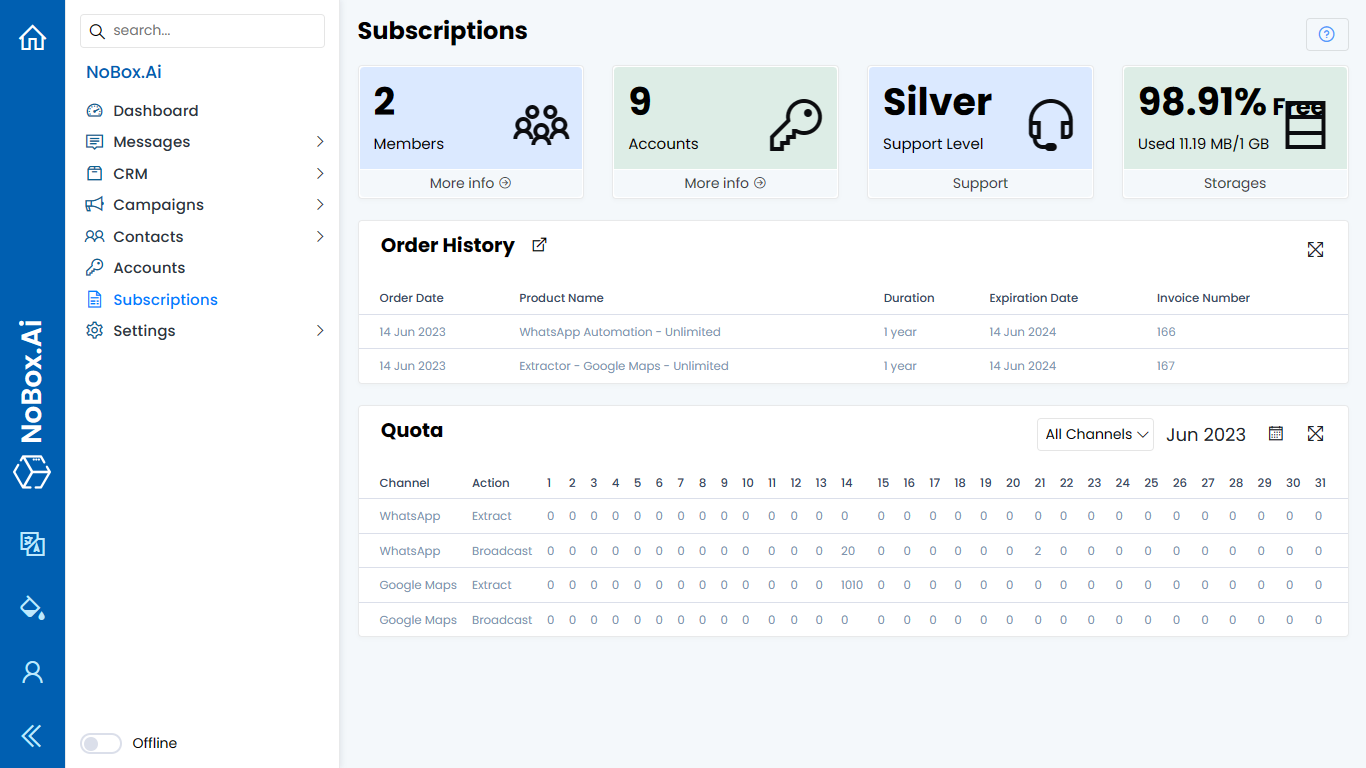 search...
NoBox.Ai
Dashboard
Messages
CRM
Campaigns
Contacts
Accounts
Subscriptions
Settings
NoBox.Ai
Offline
Subscriptions
2
Members
More info
9
Accounts
More info
Silver
Support Level
Support
98.91% Free
Used 11.19 MB/1 GB
Storages
Order History
Order Date Product Name Duration Expiration Date Invoice Number
14 Jun 2023 WhatsApp Automation - Unlimited 1 year 14 Jun 2024 166
14 Jun 2023 Extractor - Google Maps - Unlimited 1 year 14 Jun 2024 167
Quota
All Channels Jun 2023
Channel Action 1 2 3 4 5 6 7 8 9 10 11 12 13 14 15 16 17 18 19 20 21 22 23 24 25 26 27 28 29 30 31
WhatsApp Extract 0 0 0 0 0 0 0 0 0 0 0 0 0 0 0 0 0 0 0 0 0 0 0 0 0 0 0 0 0 0 0
WhatsApp Broadcast 0 0 0 0 0 0 0 0 0 0 0 0 0 20 0 0 0 0 0 0 2 0 0 0 0 0 0 0 0 0 0
Google Maps Extract 0 0 0 0 0 0 0 0 0 0 0 0 0 1010 0 0 0 0 0 0 0 0 0 0 0 0 0 0 0 0 0
Google Maps Broadcast 0 0 0 0 0 0 0 0 0 0 0 0 0 0 0 0 0 0 0 0 0 0 0 0 0 0 0 0 0 0 0